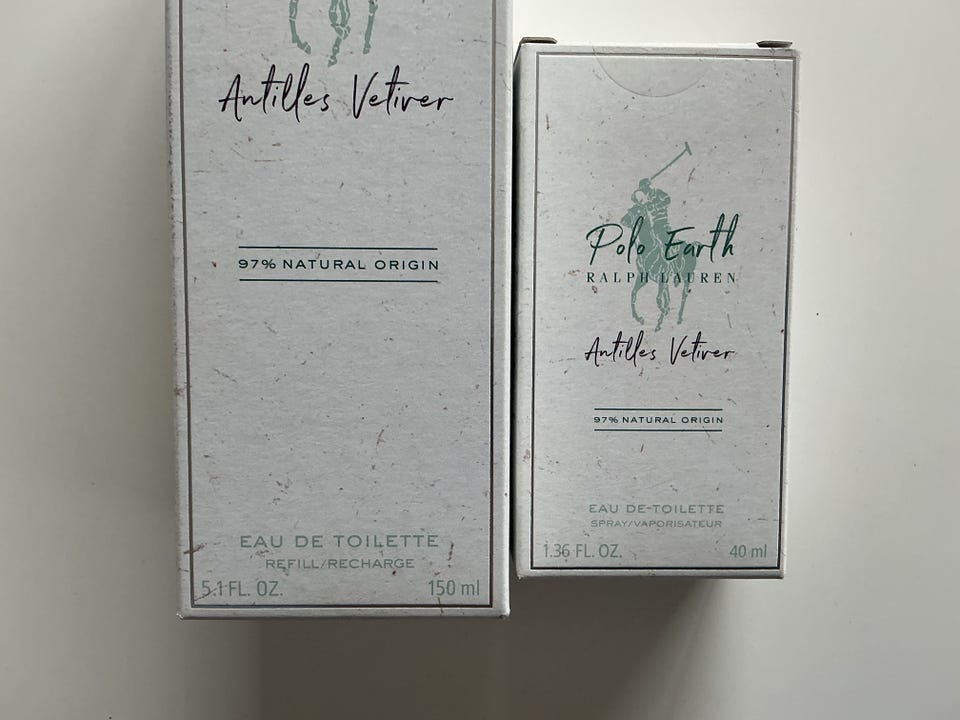 Antilles Vetiver
97% NATURAL ORIGIN
EAU DE TOILETTE
REFILL/RECHARGE
5.1 FL. OZ. 150 ml
Polo Earth
RALPH LAUREN
Antilles Vetiver
97% NATURAL ORIGIN
EAU DE-TOILETTE
SPRAY/VAPORISATEUR
1.36 FL. OZ. 40 ml